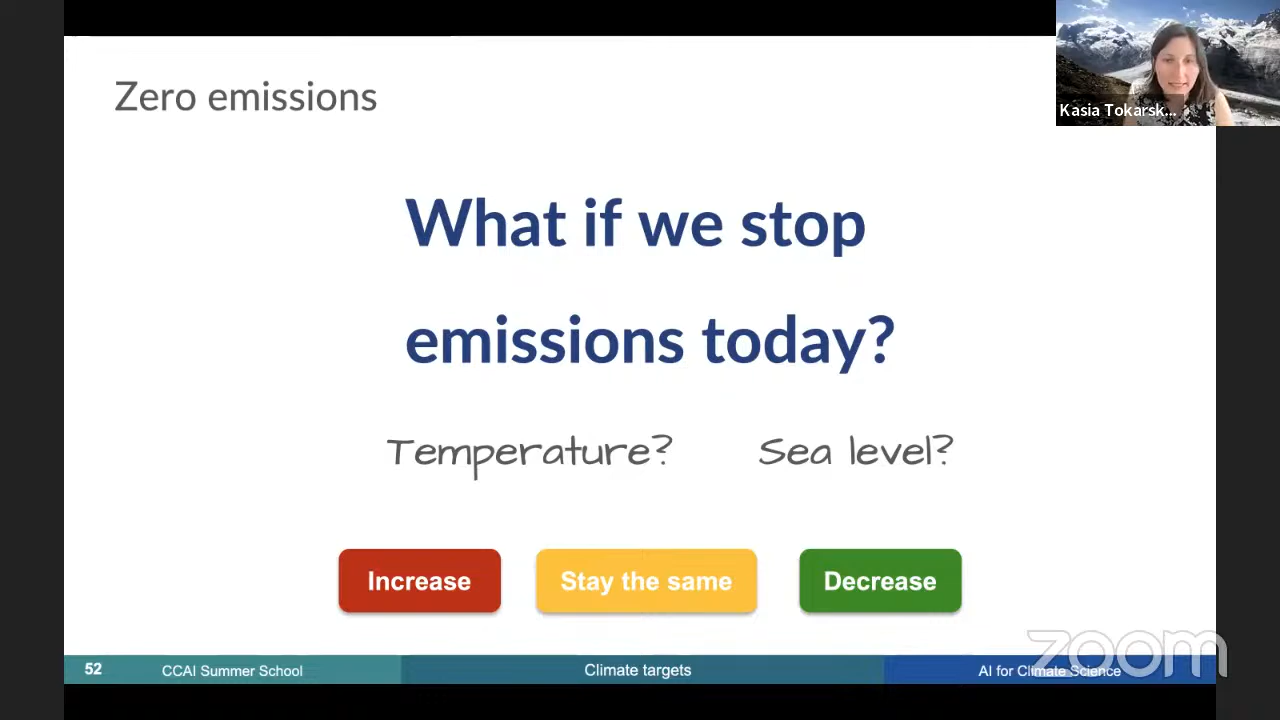 Zero emissions
Kasia Tokarsk...
What if we stop
emissions today?
Temperature? Sea level?
Increase Stay the same Decrease
52 CCAI Summer School Climate targets AI for Climate Science
zoom